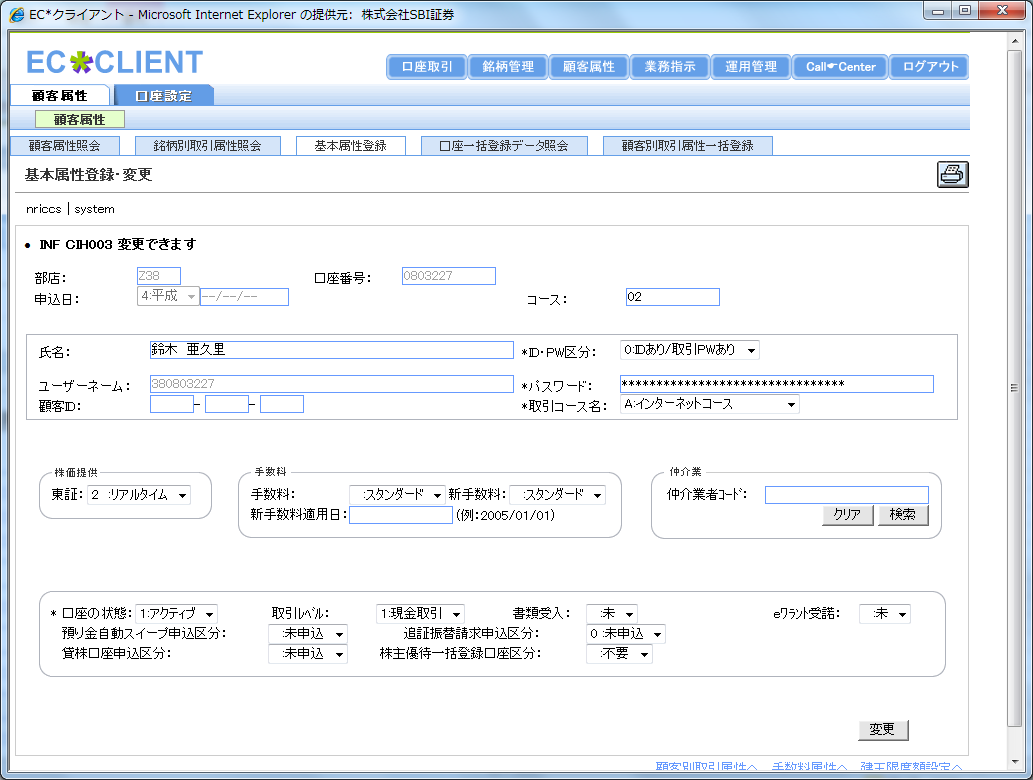 EC*クライアント - Microsoft Internet Explorer の提供元: 株式会社SBI証券
EC*CLIENT
口座取引 銘柄管理 顧客属性 業務指示 運用管理 Call☛Center ログアウト
顧客属性 口座設定
顧客属性
顧客属性照会 銘柄別取引属性照会 基本属性登録 口座一括登録データ照会 顧客別取引属性一括登録
基本属性登録・変更
nriccs | system
• INF CIH003 変更できます
部店: Z38 口座番号: 0803227
申込日: 4:平成 --/--/-- コース: 02
氏名: 鈴木 亜久里 *ID・PW区分: 0:IDあり/取引PWあり
ユーザーネーム: 380803227 *パスワード: ********************************
顧客ID: - - *取引コース名: A:インターネットコース
株価提供 手数料 仲介業
東証: 2 :リアルタイム 手数料: :スタンダード 新手数料: :スタンダード 仲介業者コード:
新手数料適用日: (例:2005/01/01) クリア 検索
* 口座の状態: 1:アクティブ 取引レベル: 1:現金取引 書類受入: :未 eワラント受諾: :未
預り金自動スイープ申込区分: :未申込 追証振替請求申込区分: 0 :未申込
貸株口座申込区分: :未申込 株主優待一括登録口座区分: :不要
変更
顧客別取引属性へ 手数料属性へ 建玉限度額設定へ